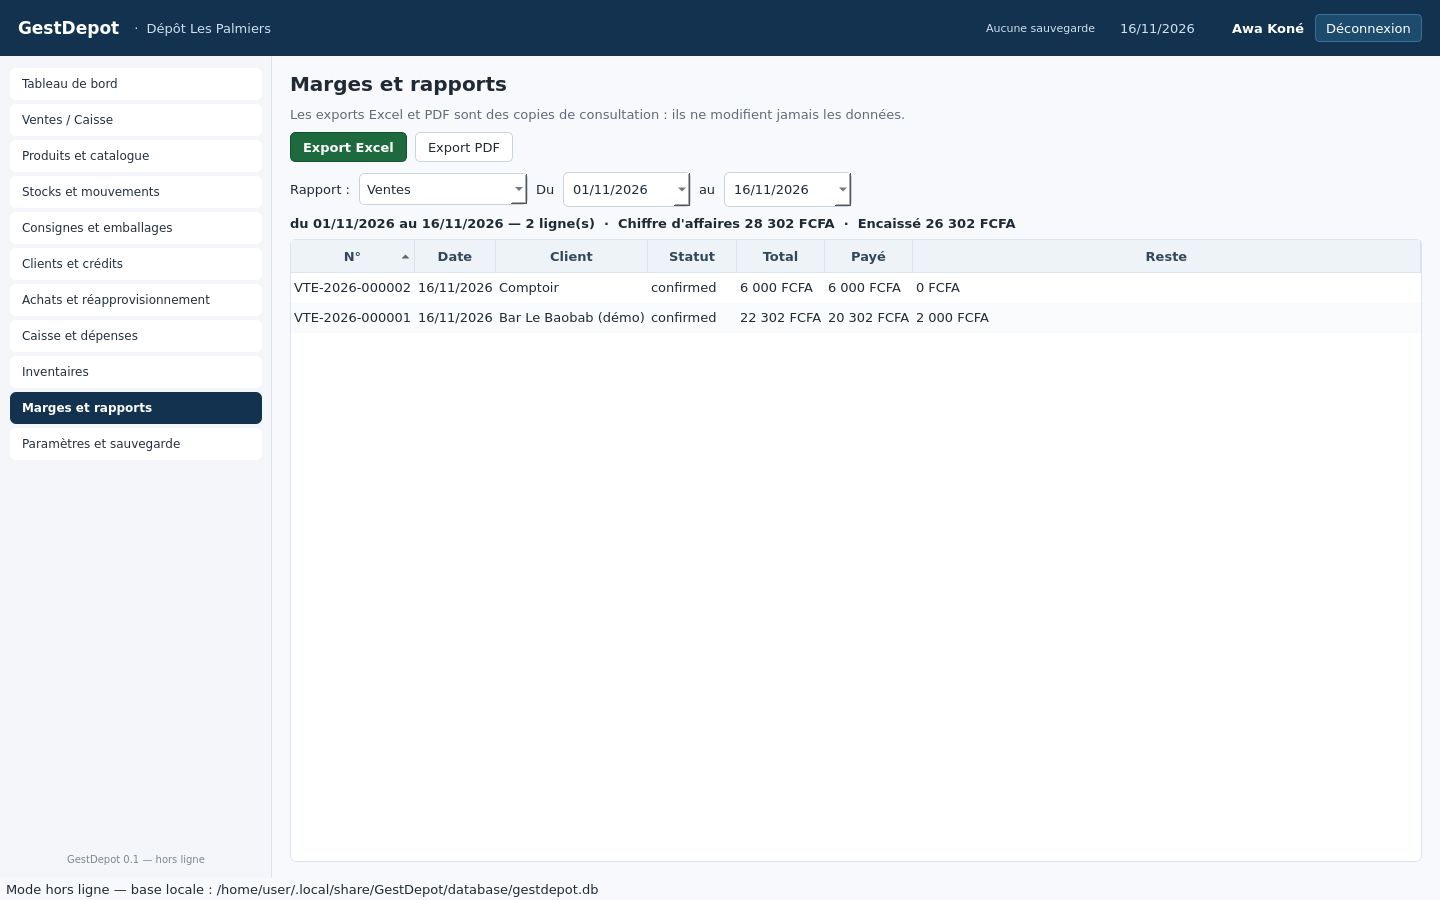 GestDepot · Dépôt Les Palmiers Aucune sauvegarde 16/11/2026 Awa Koné Déconnexion
Tableau de bord
Ventes / Caisse
Produits et catalogue
Stocks et mouvements
Consignes et emballages
Clients et crédits
Achats et réapprovisionnement
Caisse et dépenses
Inventaires
Marges et rapports
Paramètres et sauvegarde
GestDepot 0.1 — hors ligne
Marges et rapports
Les exports Excel et PDF sont des copies de consultation : ils ne modifient jamais les données.
Export Excel Export PDF
Rapport : Ventes Du 01/11/2026 au 16/11/2026
du 01/11/2026 au 16/11/2026 — 2 ligne(s) · Chiffre d'affaires 28 302 FCFA · Encaissé 26 302 FCFA
N° Date Client Statut Total Payé Reste
VTE-2026-000002 16/11/2026 Comptoir confirmed 6 000 FCFA 6 000 FCFA 0 FCFA
VTE-2026-000001 16/11/2026 Bar Le Baobab (démo) confirmed 22 302 FCFA 20 302 FCFA 2 000 FCFA
Mode hors ligne — base locale : /home/user/.local/share/GestDepot/database/gestdepot.db